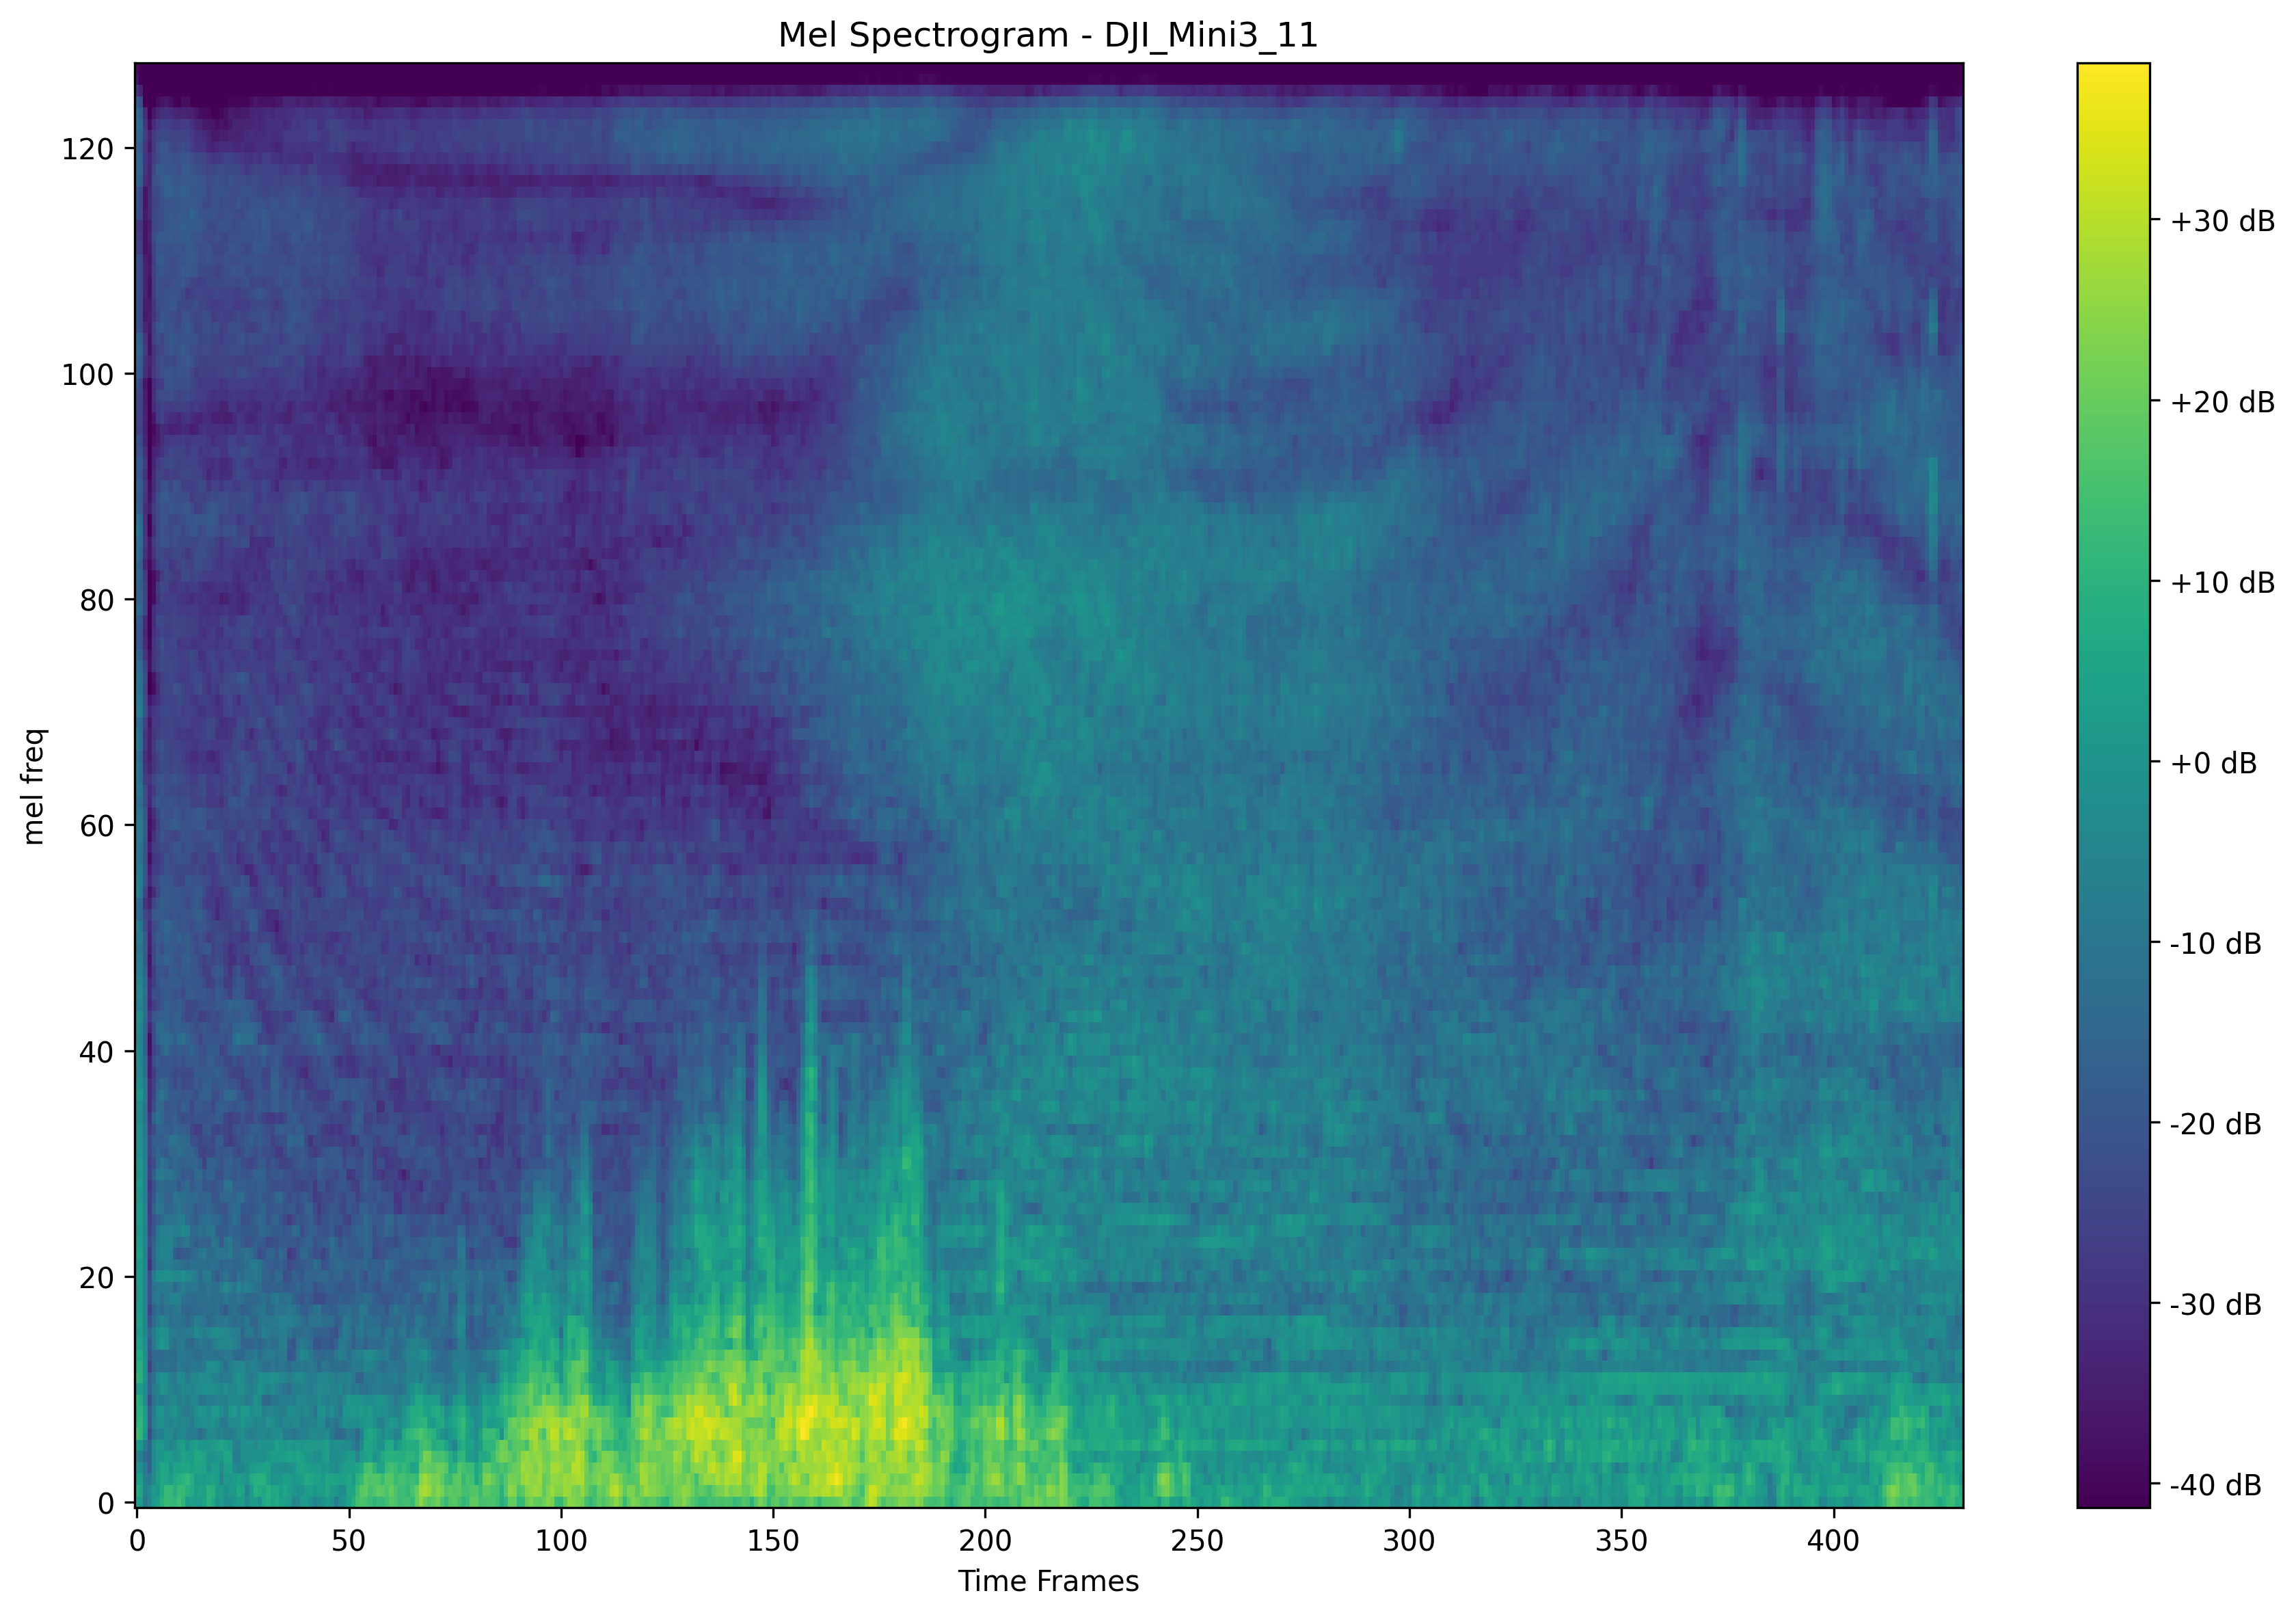 Mel Spectrogram - DJI_Mini3_11
120
100
80
60
40
20
0
mel freq
0 50 100 150 200 250 300 350 400
Time Frames
+30 dB
+20 dB
+10 dB
+0 dB
-10 dB
-20 dB
-30 dB
-40 dB